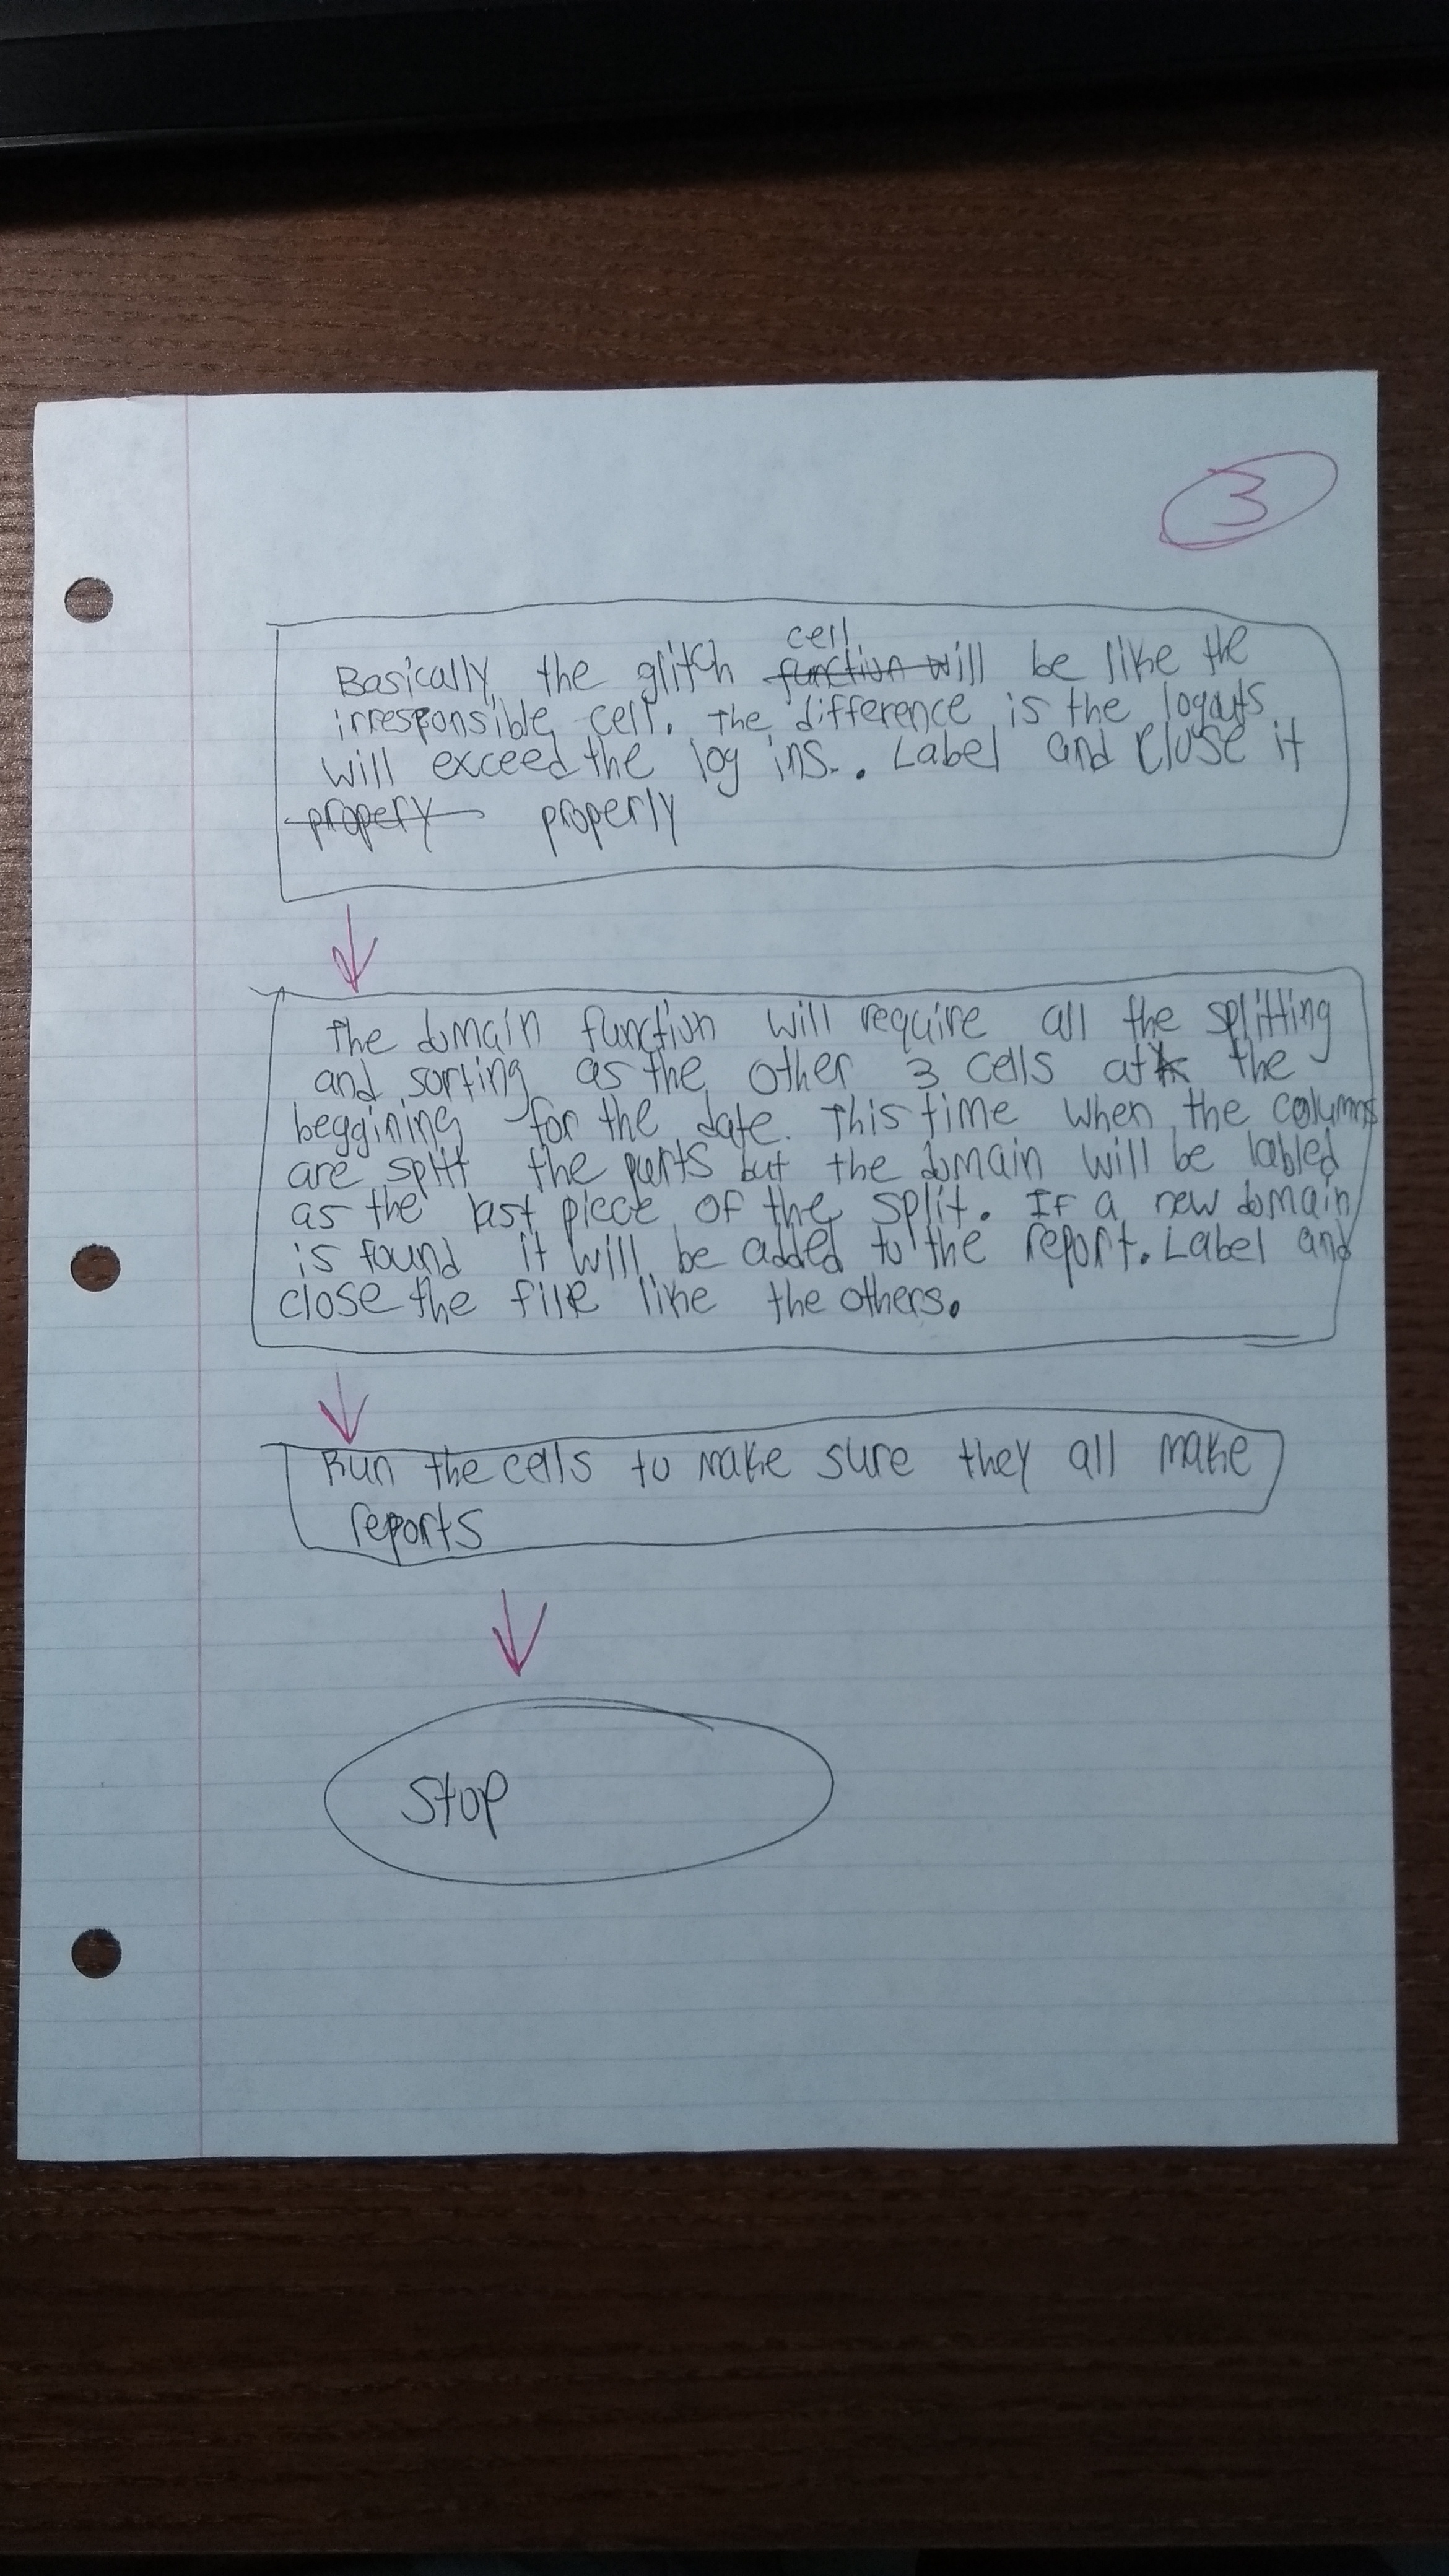 3
cell
Basically the glitch function will be like the
irresponsible cell. The difference is the logouts
will exceed the log ins.. Label and close it
propery properly
The domain function will require all the splitting
and sorting as the other 3 cells at the
beggining for the date. This time when the columns
are split the parts but the domain will be labled
as the last piece of the split. If a new domain
is found it will be added to the report. Label and
close the file like the others.
Run the cells to make sure they all make
reports
Stop